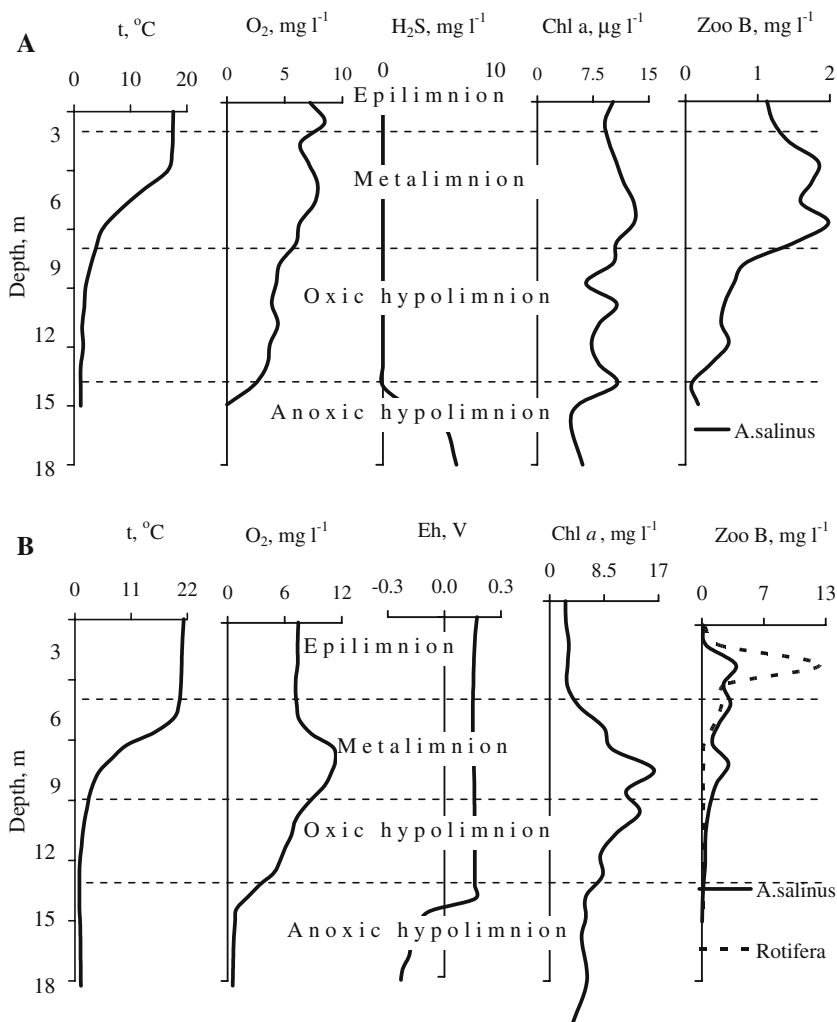 A
t, °C
O₂, mg l⁻¹
H₂S, mg l⁻¹
Chl a, µg l⁻¹
Zoo B, mg l⁻¹
0 10 20
0 5 10
0 10
0 7.5 15
0 1 2
Epilimnion
3
Metalimnion
6
9
Oxic hypolimnion
12
15
Anoxic hypolimnion
18
Depth, m
A.salinus
B
t, °C
O₂, mg l⁻¹
Eh, V
Chl a, mg l⁻¹
Zoo B, mg l⁻¹
0 11 22
0 6 12
-0.3 0.0 0.3
0 8.5 17
0 7 13
Epilimnion
3
6
Metalimnion
9
Oxic hypolimnion
12
15
Anoxic hypolimnion
18
Depth, m
A.salinus
Rotifera